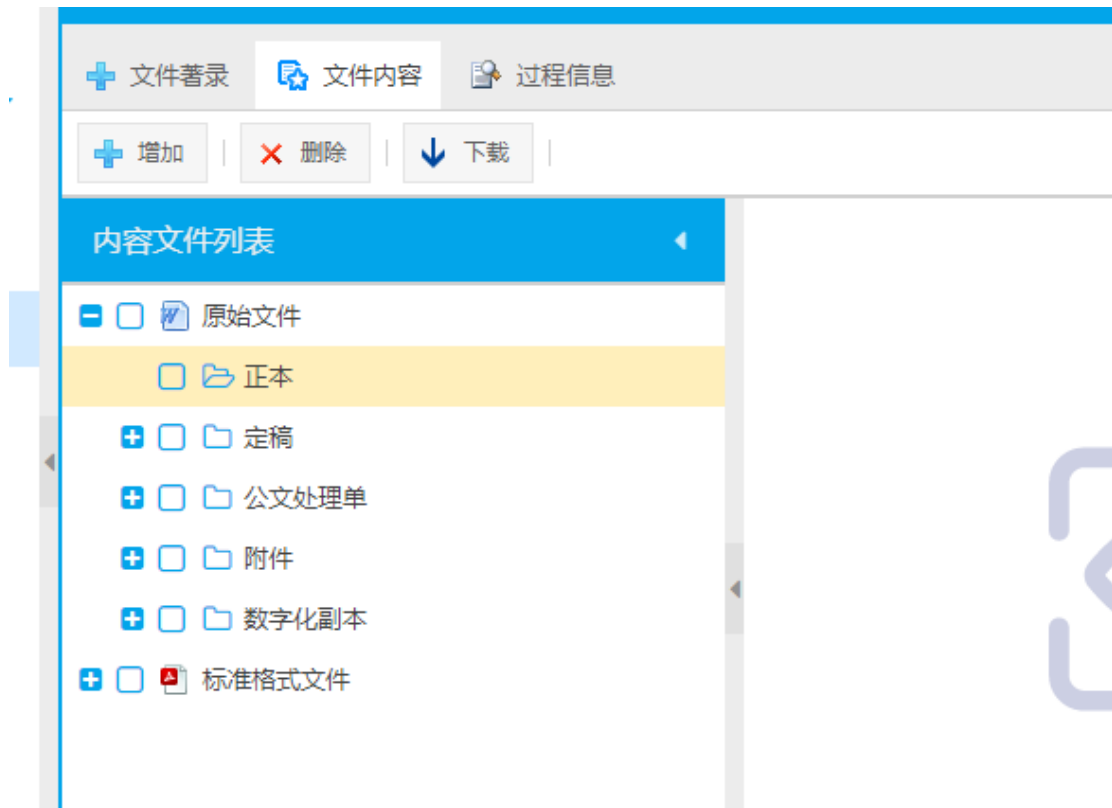 文件著录 文件内容 过程信息
增加 删除 下载
内容文件列表
原始文件
正本
定稿
公文处理单
附件
数字化副本
标准格式文件